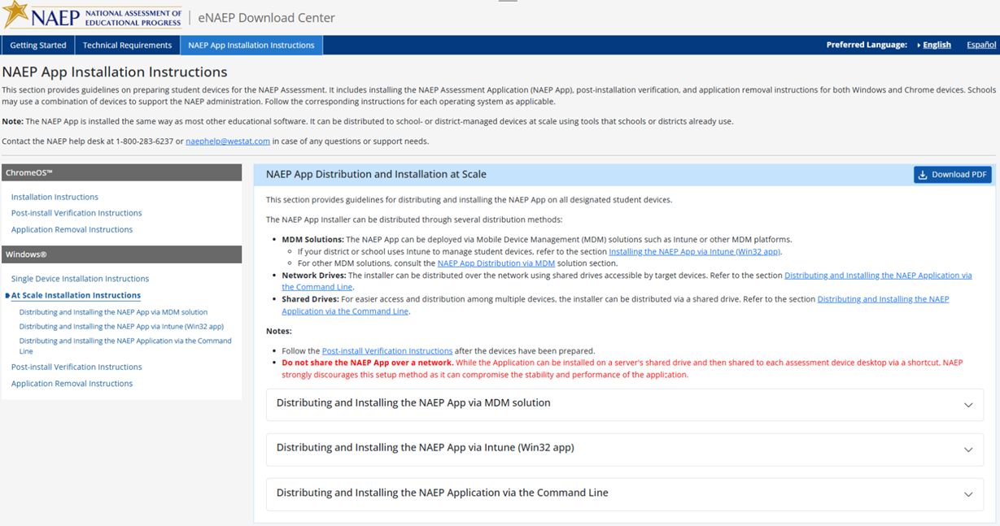 NAEP NATIONAL ASSESSMENT OF
EDUCATIONAL PROGRESS
eNAEP Download Center
Getting Started Technical Requirements NAEP App Installation Instructions Preferred Language: English Español
NAEP App Installation Instructions
This section provides guidelines on preparing student devices for the NAEP Assessment. It includes installing the NAEP Assessment Application (NAEP App), post-installation verification, and application removal instructions for both Windows and Chrome devices. Schools
may use a combination of devices to support the NAEP administration. Follow the corresponding instructions for each operating system as applicable.
Note: The NAEP App is installed the same way as most other educational software. It can be distributed to school- or district-managed devices at scale using tools that schools or districts already use.
Contact the NAEP help desk at 1-800-283-6237 or naephelp@westat.com in case of any questions or support needs.
ChromeOS™
Installation Instructions
Post-install Verification Instructions
Application Removal Instructions
Windows®
Single Device Installation Instructions
At Scale Installation Instructions
Distributing and Installing the NAEP App via MDM solution
Distributing and Installing the NAEP App via Intune (Win32 app)
Distributing and Installing the NAEP Application via the Command
Line
Post-install Verification Instructions
Application Removal Instructions
NAEP App Distribution and Installation at Scale
Download PDF
This section provides guidelines for distributing and installing the NAEP App on all designated student devices.
The NAEP App Installer can be distributed through several distribution methods:
• MDM Solutions: The NAEP App can be deployed via Mobile Device Management (MDM) solutions such as Intune or other MDM platforms.
◦ If your district or school uses Intune to manage student devices, refer to the section Installing the NAEP App via Intune (Win32 app).
◦ For other MDM solutions, consult the NAEP App Distribution via MDM solution section.
• Network Drives: The installer can be distributed over the network using shared drives accessible by target devices. Refer to the section Distributing and Installing the NAEP Application via
the Command Line.
• Shared Drives: For easier access and distribution among multiple devices, the installer can be distributed via a shared drive. Refer to the section Distributing and Installing the NAEP
Application via the Command Line.
Notes:
• Follow the Post-install Verification Instructions after the devices have been prepared.
• Do not share the NAEP App over a network. While the Application can be installed on a server's shared drive and then shared to each assessment device desktop via a shortcut, NAEP
strongly discourages this setup method as it can compromise the stability and performance of the application.
Distributing and Installing the NAEP App via MDM solution
Distributing and Installing the NAEP App via Intune (Win32 app)
Distributing and Installing the NAEP Application via the Command Line